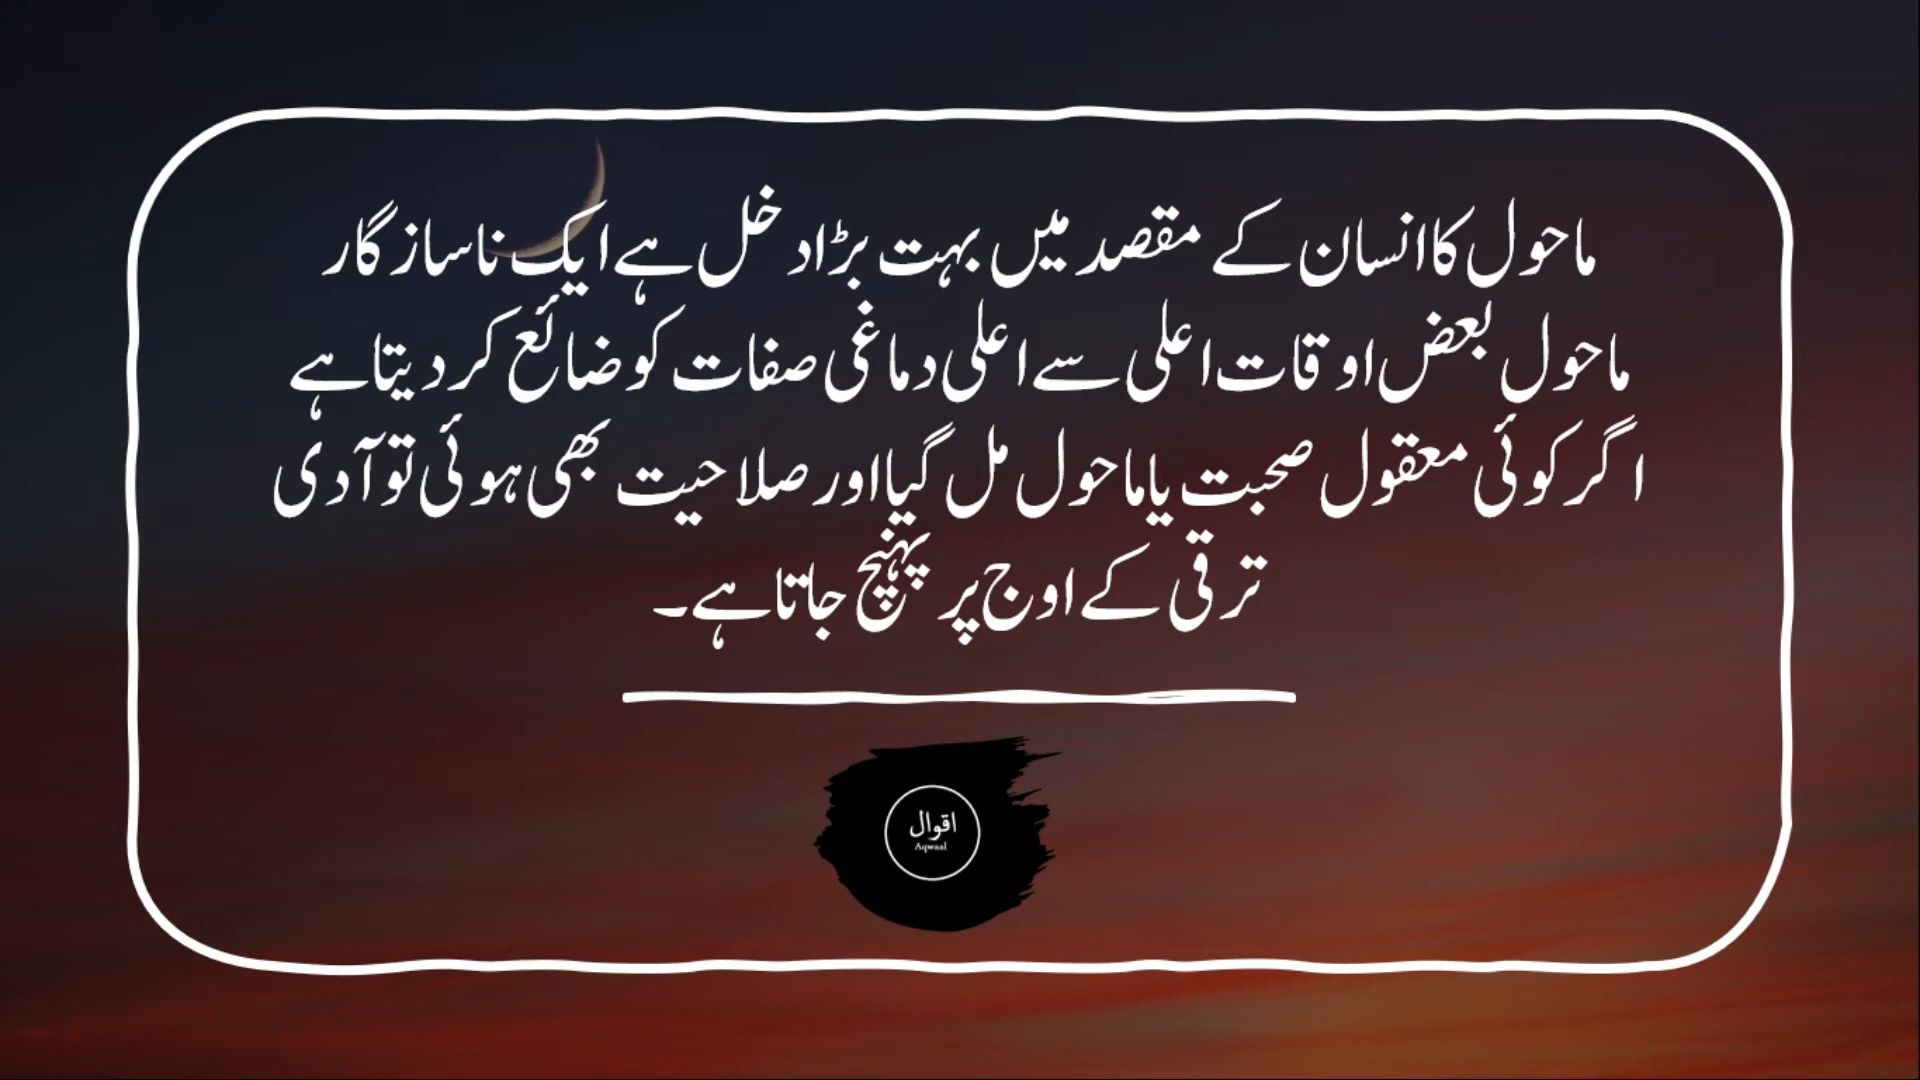 ماحول کا انسان کے مقصد میں بہت بڑا دخل ہے ایک ناسازگار
ماحول بعض اوقات اعلی سے اعلی دماغی صفات کو ضائع کر دیتا ہے
اگر کوئی معقول صحبت یا ماحول مل گیا اور صلاحیت بھی ہوئی تو آدی
ترقی کے اوج پر پہنچ جاتا ہے۔
اقوال
Aqwaal